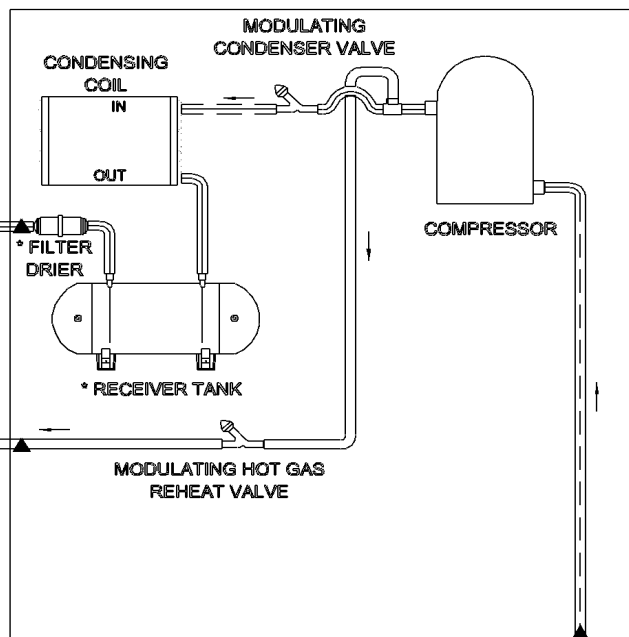 MODULATING
CONDENSER VALVE
CONDENSING
COIL
IN
OUT
COMPRESSOR
* FILTER
DRIER
* RECEIVER TANK
MODULATING HOT GAS
REHEAT VALVE